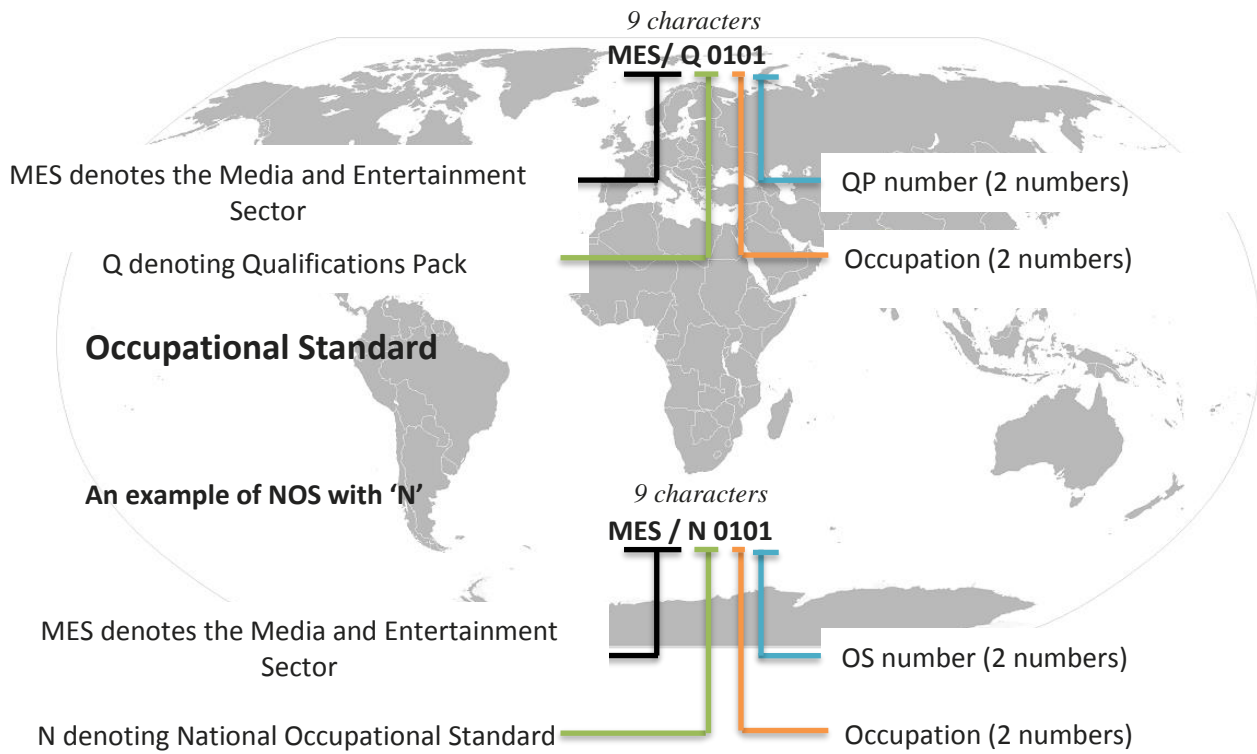 9 characters
MES/ Q 0101
MES denotes the Media and Entertainment
Sector
QP number (2 numbers)
Q denoting Qualifications Pack
Occupation (2 numbers)
Occupational Standard
An example of NOS with ‘N’
9 characters
MES / N 0101
MES denotes the Media and Entertainment
Sector
OS number (2 numbers)
N denoting National Occupational Standard
Occupation (2 numbers)